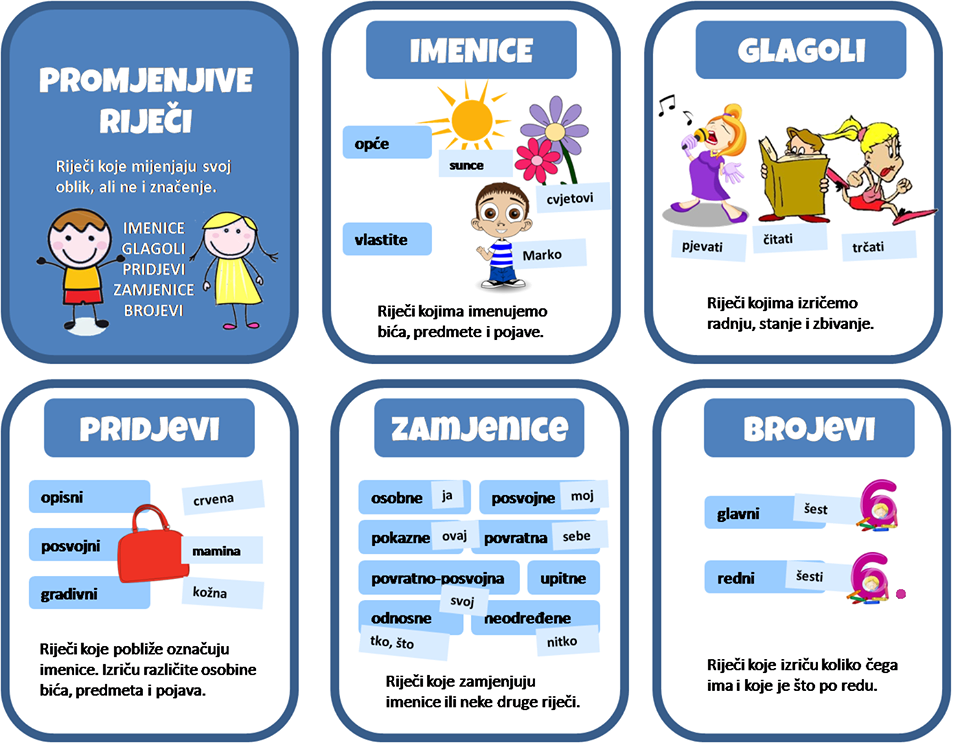 PROMJENJIVE
RIJEČI
Riječi koje mijenjaju svoj
oblik, ali ne i značenje.
IMENICE
GLAGOLI
PRIDJEVI
ZAMJENICE
BROJEVI
IMENICE
opće
sunce
cvjetovi
vlastite
Marko
Riječi kojima imenujemo
bića, predmete i pojave.
GLAGOLI
pjevati
čitati
trčati
Riječi kojima izričemo
radnju, stanje i zbivanje.
PRIDJEVI
opisni
crvena
posvojni
mamina
gradivni
kožna
Riječi koje pobliže označuju
imenice. Izriču različite osobine
bića, predmeta i pojava.
ZAMJENICE
osobne ja
posvojne moj
pokazne ovaj
povratna sebe
povratno-posvojna
svoj
upitne
odnosne
tko, što
neodređene
nitko
Riječi koje zamjenjuju
imenice ili neke druge riječi.
BROJEVI
glavni šest 6
redni šesti 6.
Riječi koje izriču koliko čega
ima i koje je što po redu.